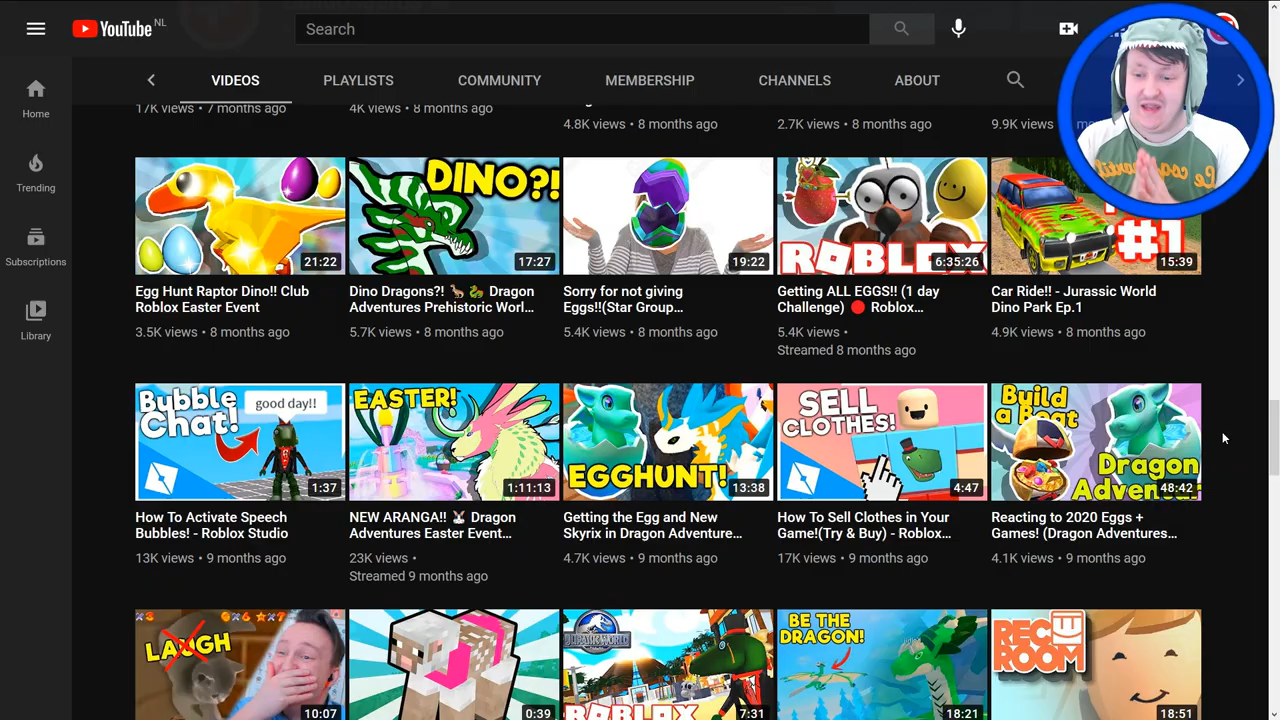 YouTube NL
Search
VIDEOS
PLAYLISTS
COMMUNITY
MEMBERSHIP
CHANNELS
ABOUT
Home
Trending
Subscriptions
Library
17K views • 7 months ago
4K views • 8 months ago
4.8K views • 8 months ago
2.7K views • 8 months ago
9.9K views
21:22
DINO?!
17:27
19:22
ROBLOX
6:35:26
#1
15:39
Egg Hunt Raptor Dino!! Club
Roblox Easter Event
3.5K views • 8 months ago
Dino Dragons?! 🦕 🐉 Dragon
Adventures Prehistoric Worl...
5.7K views • 8 months ago
Sorry for not giving
Eggs!!(Star Group...
5.4K views • 8 months ago
Getting ALL EGGS!! (1 day
Challenge) 🔴 Roblox...
5.4K views •
Streamed 8 months ago
Car Ride!! - Jurassic World
Dino Park Ep.1
4.9K views • 8 months ago
Bubble
Chat!
good day!!
1:37
EASTER!
1:11:13
EGGHUNT!
13:38
SELL
CLOTHES!
4:47
Build
a Boat
Dragon
48:42
How To Activate Speech
Bubbles! - Roblox Studio
13K views • 9 months ago
NEW ARANGA!! 🐰 Dragon
Adventures Easter Event...
23K views •
Streamed 9 months ago
Getting the Egg and New
Skyrix in Dragon Adventure...
4.7K views • 9 months ago
How To Sell Clothes in Your
Game!(Try & Buy) - Roblox...
17K views • 9 months ago
Reacting to 2020 Eggs +
Games! (Dragon Adventures...
4.1K views • 9 months ago
LAUGH
10:07
0:39
JURASSIC WORLD
ROBLOX
7:31
BE THE
DRAGON!
18:21
REC
ROOM
18:51